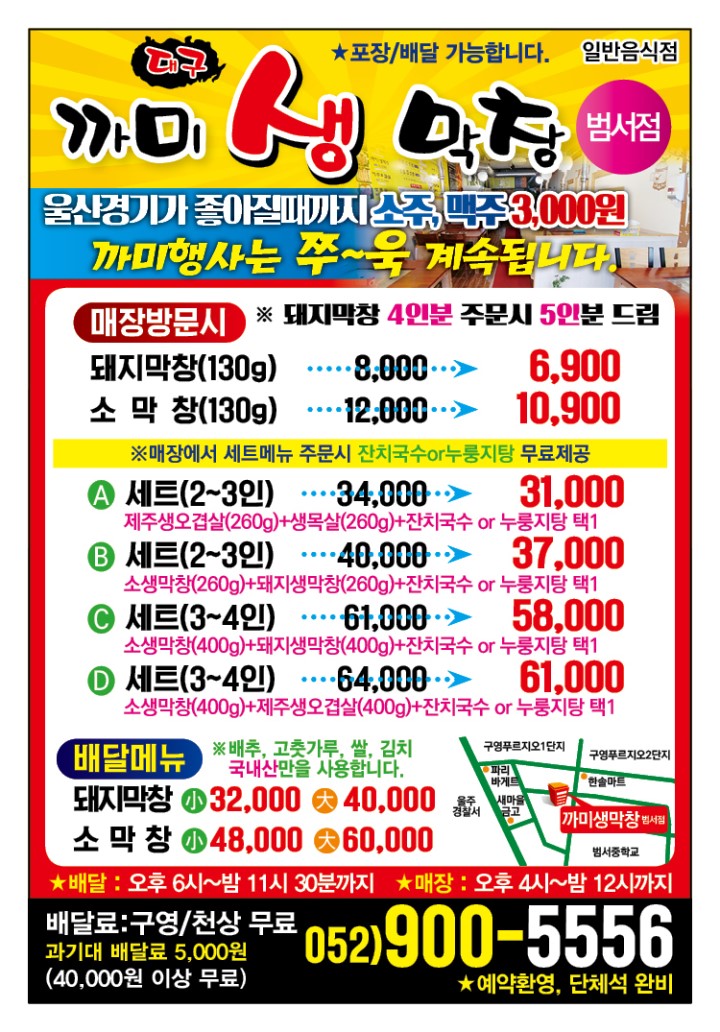 대구
★포장/배달 가능합니다.
일반음식점
까미 생 막창
범서점
울산경기가 좋아질때까지 소주, 맥주 3,000원
까미행사는 쭈~욱 계속됩니다.
매장방문시 ※ 돼지막창 4인분 주문시 5인분 드림
돼지막창(130g) 8,000 6,900
소 막 창(130g) 12,000 10,900
※매장에서 세트메뉴 주문시 잔치국수or누룽지탕 무료제공
A 세트(2~3인) 34,000 31,000
제주생오겹살(260g)+생목살(260g)+잔치국수 or 누룽지탕 택1
B 세트(2~3인) 40,000 37,000
소생막창(260g)+돼지생막창(260g)+잔치국수 or 누룽지탕 택1
C 세트(3~4인) 61,000 58,000
소생막창(400g)+돼지생막창(400g)+잔치국수 or 누룽지탕 택1
D 세트(3~4인) 64,000 61,000
소생막창(400g)+제주생오겹살(400g)+잔치국수 or 누룽지탕 택1
배달메뉴
※배추, 고춧가루, 쌀, 김치
국내산만을 사용합니다.
돼지막창 小 32,000 大 40,000
소 막 창 小 48,000 大 60,000
구영푸르지오1단지
구영푸르지오2단지
파리
바게트
한솔마트
울주
경찰서
새마을
금고
까미생막창 범서점
범서중학교
★배달 : 오후 6시~밤 11시 30분까지 ★매장 : 오후 4시~밤 12시까지
배달료:구영/천상 무료
과기대 배달료 5,000원
(40,000원 이상 무료)
052)900-5556
★예약환영, 단체석 완비